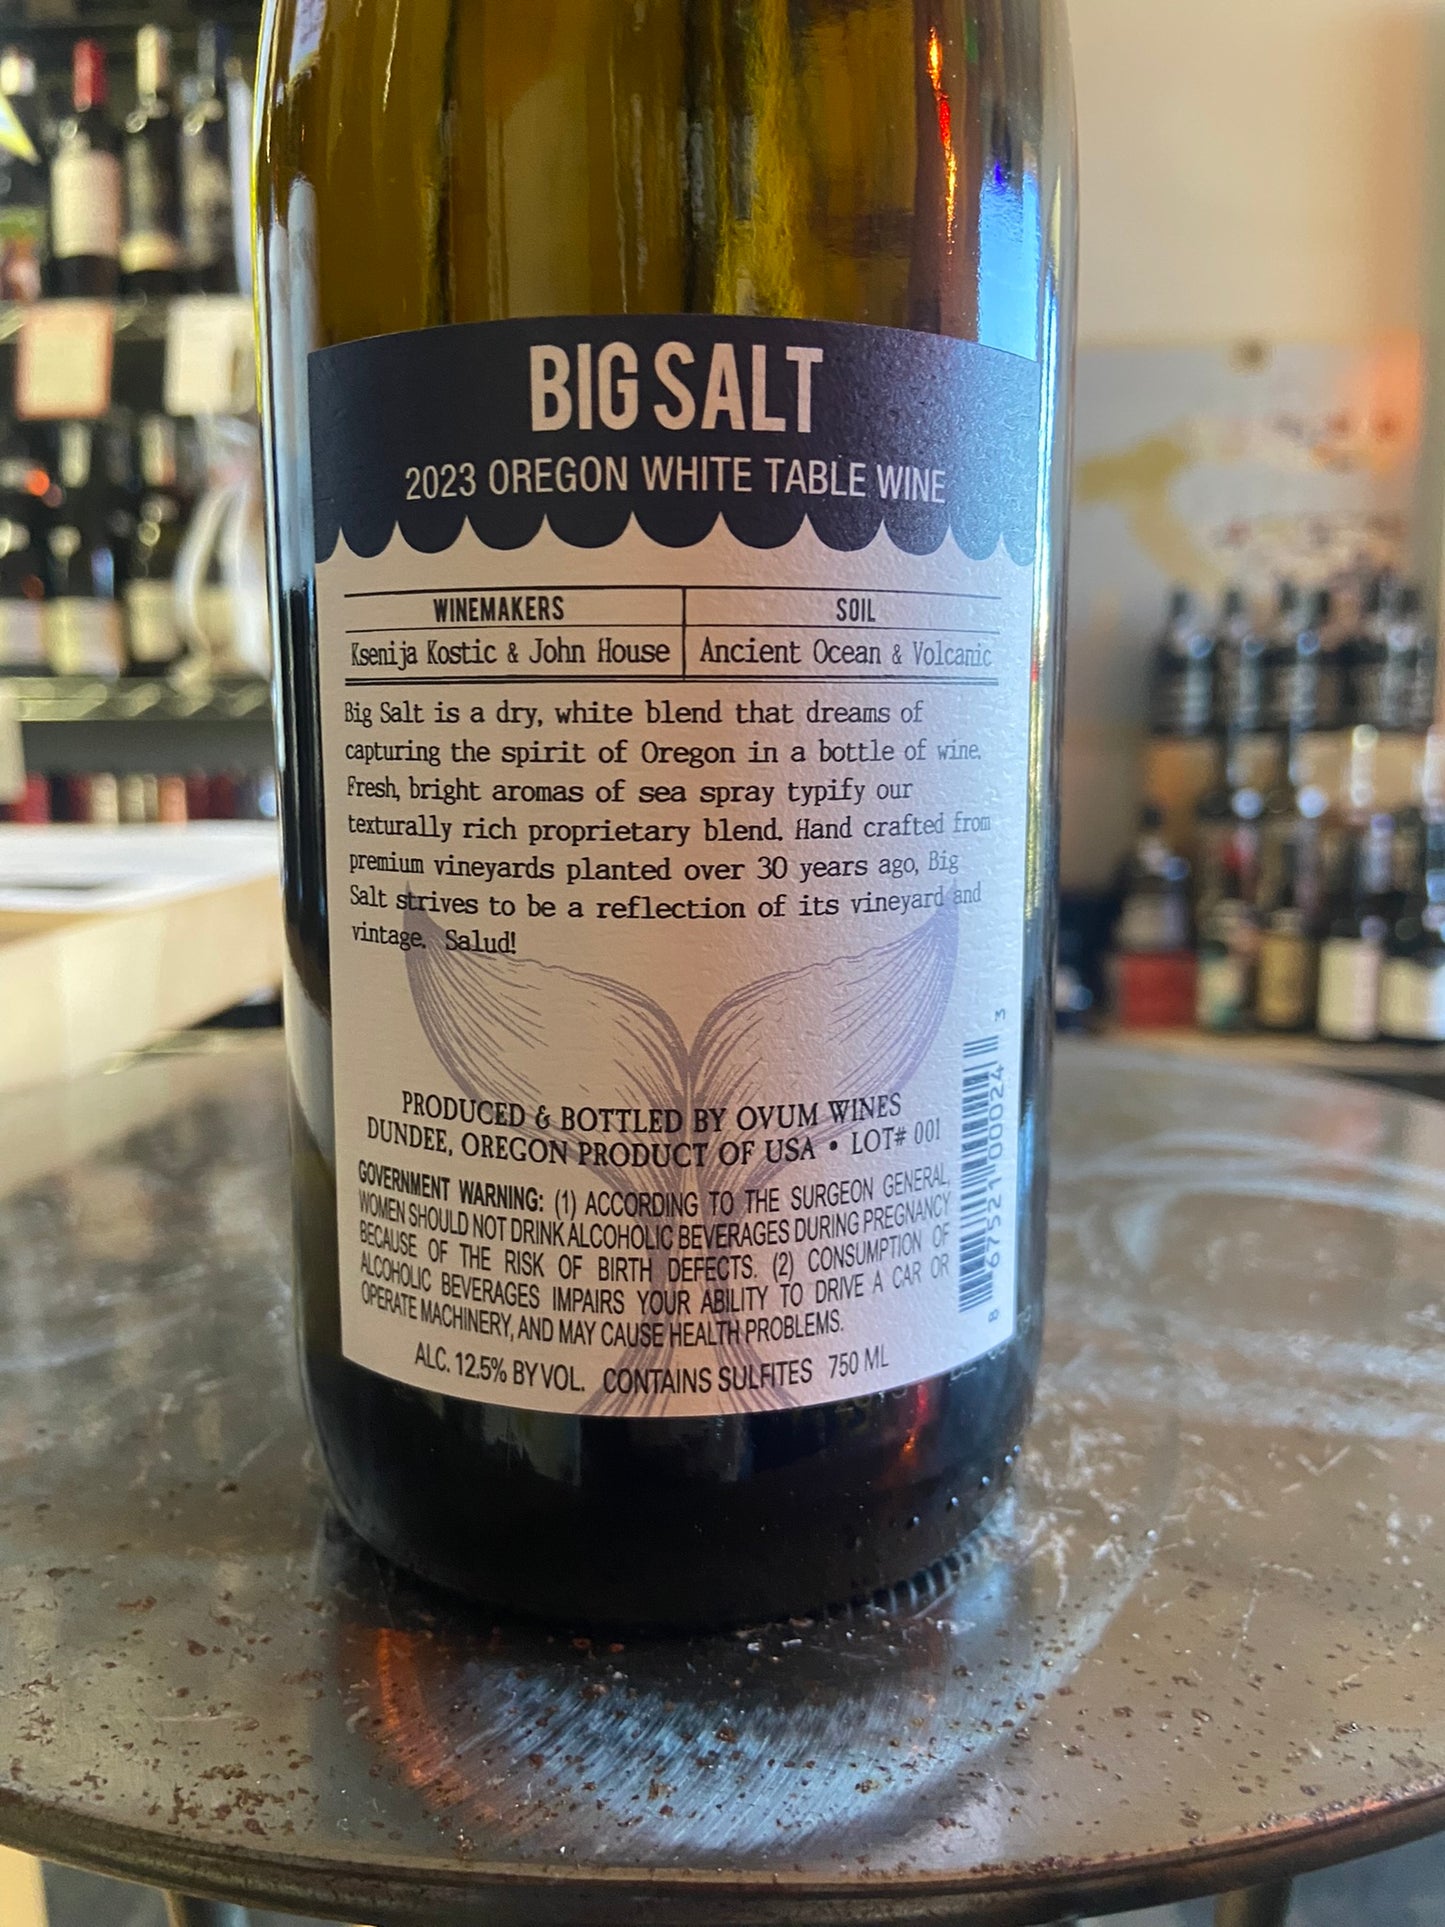 BIG SALT
2023 OREGON WHITE TABLE WINE
WINEMAKERS SOIL
Ksenija Kostic & John House Ancient Ocean & Volcanic
Big Salt is a dry, white blend that dreams of
capturing the spirit of Oregon in a bottle of wine.
Fresh, bright aromas of sea spray typify our
texturally rich proprietary blend. Hand crafted from
premium vineyards planted over 30 years ago, Big
Salt strives to be a reflection of its vineyard and
vintage. Salud!
PRODUCED & BOTTLED BY OVUM WINES
DUNDEE, OREGON PRODUCT OF USA • LOT# 001
GOVERNMENT WARNING: (1) ACCORDING TO THE SURGEON GENERAL,
WOMEN SHOULD NOT DRINK ALCOHOLIC BEVERAGES DURING PREGNANCY
BECAUSE OF THE RISK OF BIRTH DEFECTS. (2) CONSUMPTION OF
ALCOHOLIC BEVERAGES IMPAIRS YOUR ABILITY TO DRIVE A CAR OR
OPERATE MACHINERY, AND MAY CAUSE HEALTH PROBLEMS.
ALC. 12.5% BY VOL. CONTAINS SULFITES 750 ML
8 67521 00024 3